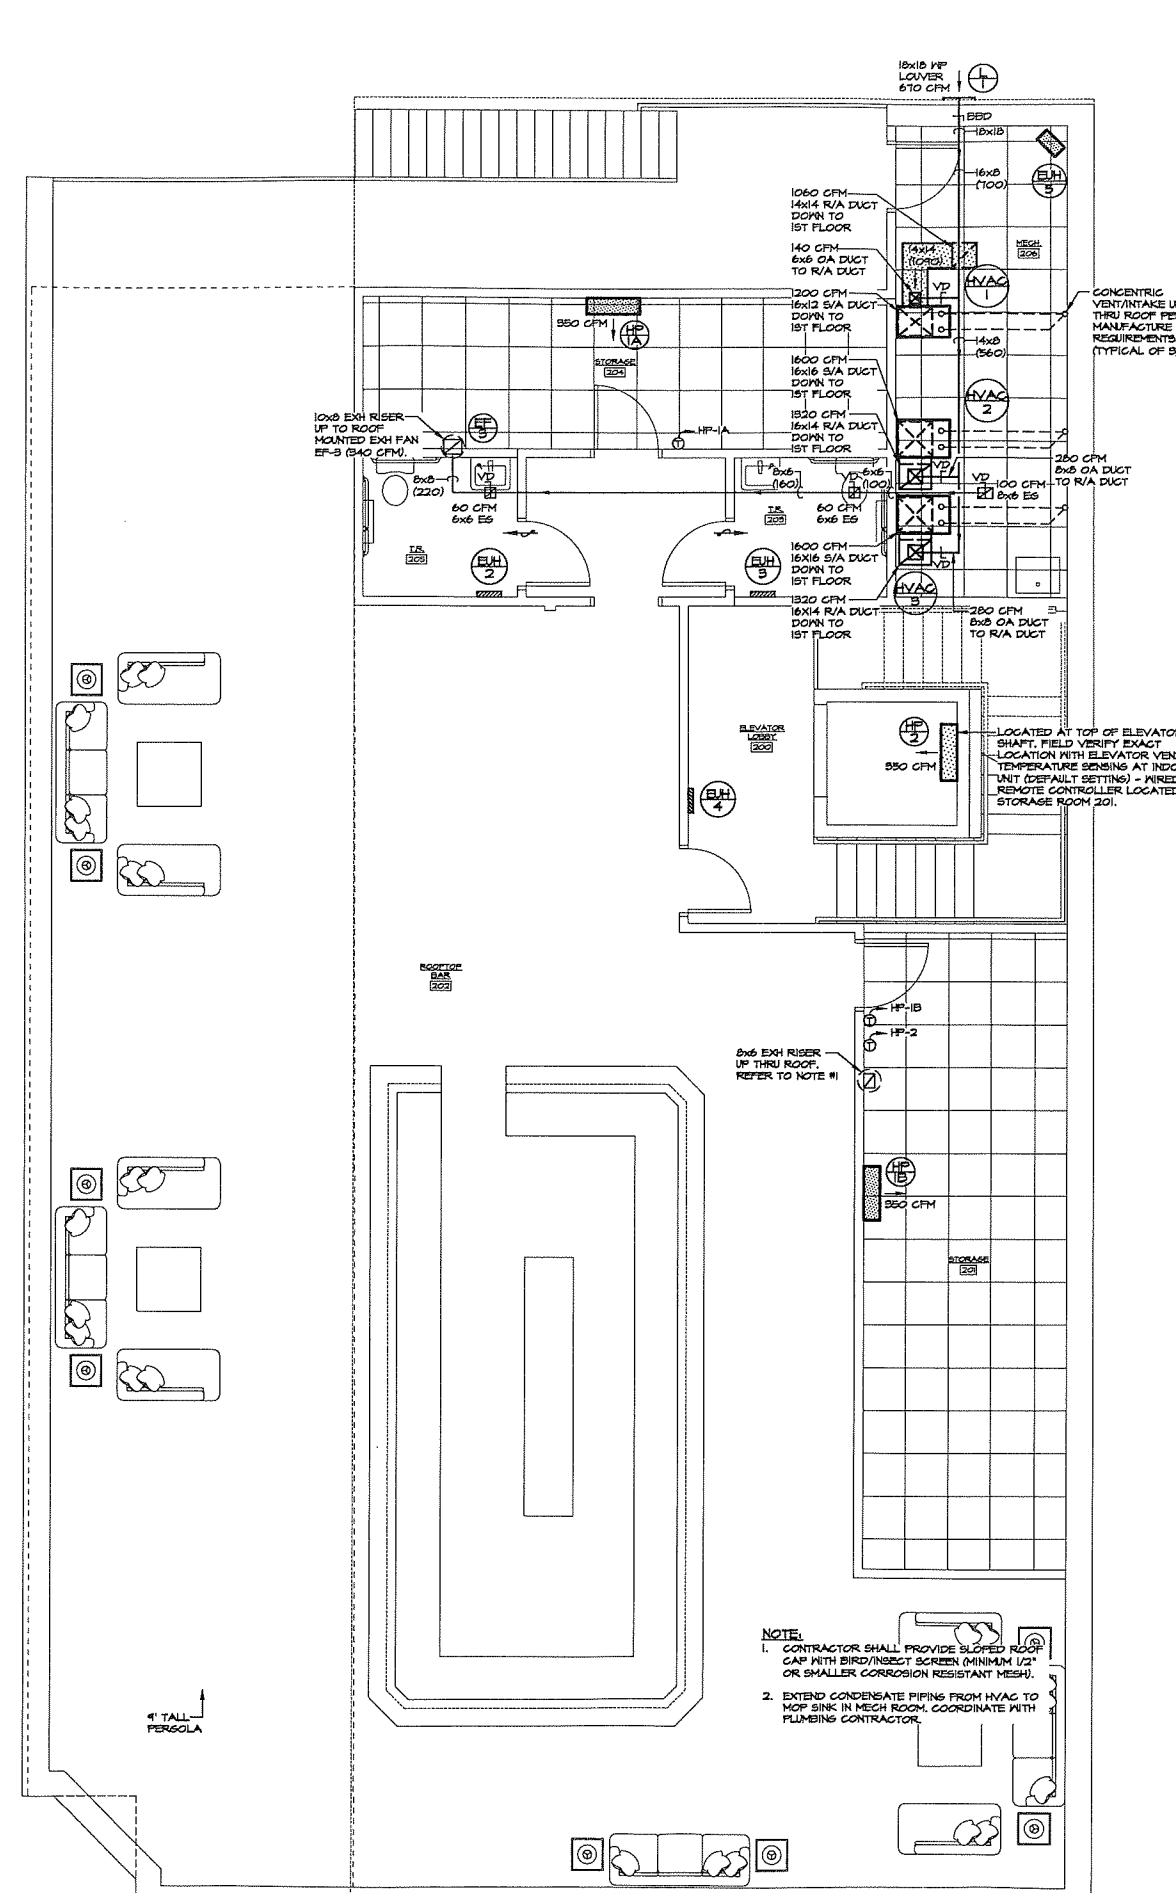 18x18 WP
LOUVER
670 CFM
L
1
BDD
18x18
16x8
(700)
EUH
5
1060 CFM
14x14 R/A DUCT
DOWN TO
1ST FLOOR
MECH.
206
140 CFM
6x6 OA DUCT
TO R/A DUCT
14x14
(1090)
VD
HVAC
1
1200 CFM
16x12 S/A DUCT
DOWN TO
1ST FLOOR
CONCENTRIC
VENT/INTAKE U
THRU ROOF PE
MANUFACTURE
REQUIREMENTS
(TYPICAL OF 3
350 CFM
HP
1A
14x8
(560)
STORAGE
204
1600 CFM
16x16 S/A DUCT
DOWN TO
1ST FLOOR
HVAC
2
10x8 EXH RISER
UP TO ROOF
MOUNTED EXH FAN
EF-3 (340 CFM).
EF
3
HP-1A
1320 CFM
16x14 R/A DUCT
DOWN TO
1ST FLOOR
8x8
(220)
VD
8x6
(160)
VD
6x6
(100)
VD
VD
280 CFM
8x8 OA DUCT
TO R/A DUCT
100 CFM
8x6 ES
60 CFM
6x6 ES
T.R.
203
60 CFM
6x6 ES
T.R.
205
EUH
2
EUH
3
1600 CFM
16X16 S/A DUCT
DOWN TO
1ST FLOOR
VD
HVAC
3
1320 CFM
16X14 R/A DUCT
DOWN TO
1ST FLOOR
280 CFM
8x8 OA DUCT
TO R/A DUCT
ELEVATOR
LOBBY
200
HP
2
350 CFM
LOCATED AT TOP OF ELEVATO
SHAFT. FIELD VERIFY EXACT
LOCATION WITH ELEVATOR VEN
TEMPERATURE SENSING AT INDO
UNIT (DEFAULT SETTING) - WIRED
REMOTE CONTROLLER LOCATED
STORAGE ROOM 201.
EUH
4
ROOFTOP
BAR
202
HP-1B
T
HP-2
T
8x6 EXH RISER
UP THRU ROOF.
REFER TO NOTE #1
HP
1B
350 CFM
STORAGE
201
NOTE:
1. CONTRACTOR SHALL PROVIDE SLOPED ROOF
CAP WITH BIRD/INSECT SCREEN (MINIMUM 1/2"
OR SMALLER CORROSION RESISTANT MESH).
2. EXTEND CONDENSATE PIPING FROM HVAC TO
MOP SINK IN MECH ROOM. COORDINATE WITH
PLUMBING CONTRACTOR.
9' TALL
PERGOLA